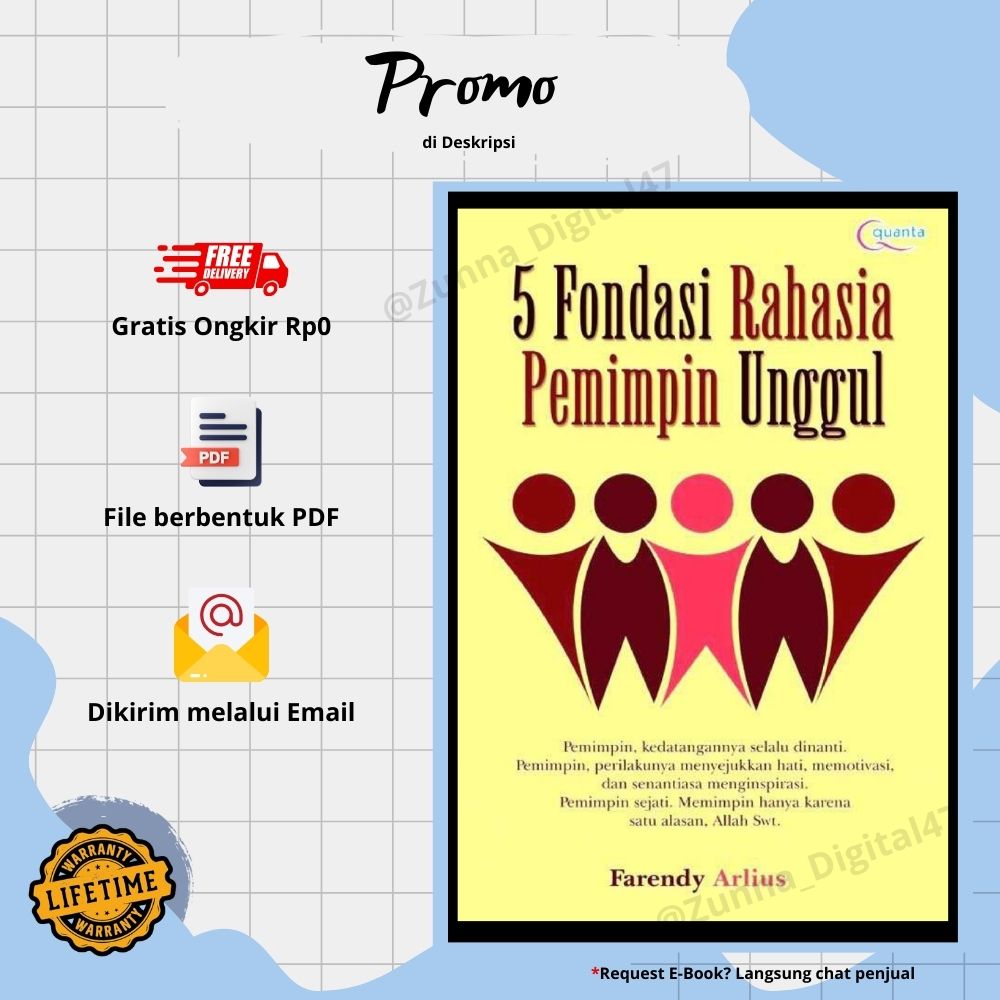 Promo
di Deskripsi
FREE
DELIVERY
Gratis Ongkir Rp0
PDF
File berbentuk PDF
@
Dikirim melalui Email
WARRANTY
LIFETIME
WARRANTY
@Zunna_Digital47
quanta
5 Fondasi Rahasia
Pemimpin Unggul
Pemimpin, kedatangannya selalu dinanti.
Pemimpin, perilakunya menyejukkan hati, memotivasi,
dan senantiasa menginspirasi.
Pemimpin sejati. Memimpin hanya karena
satu alasan, Allah Swt.
Farendy Arlius
@Zunna_Digital47
*Request E-Book? Langsung chat penjual